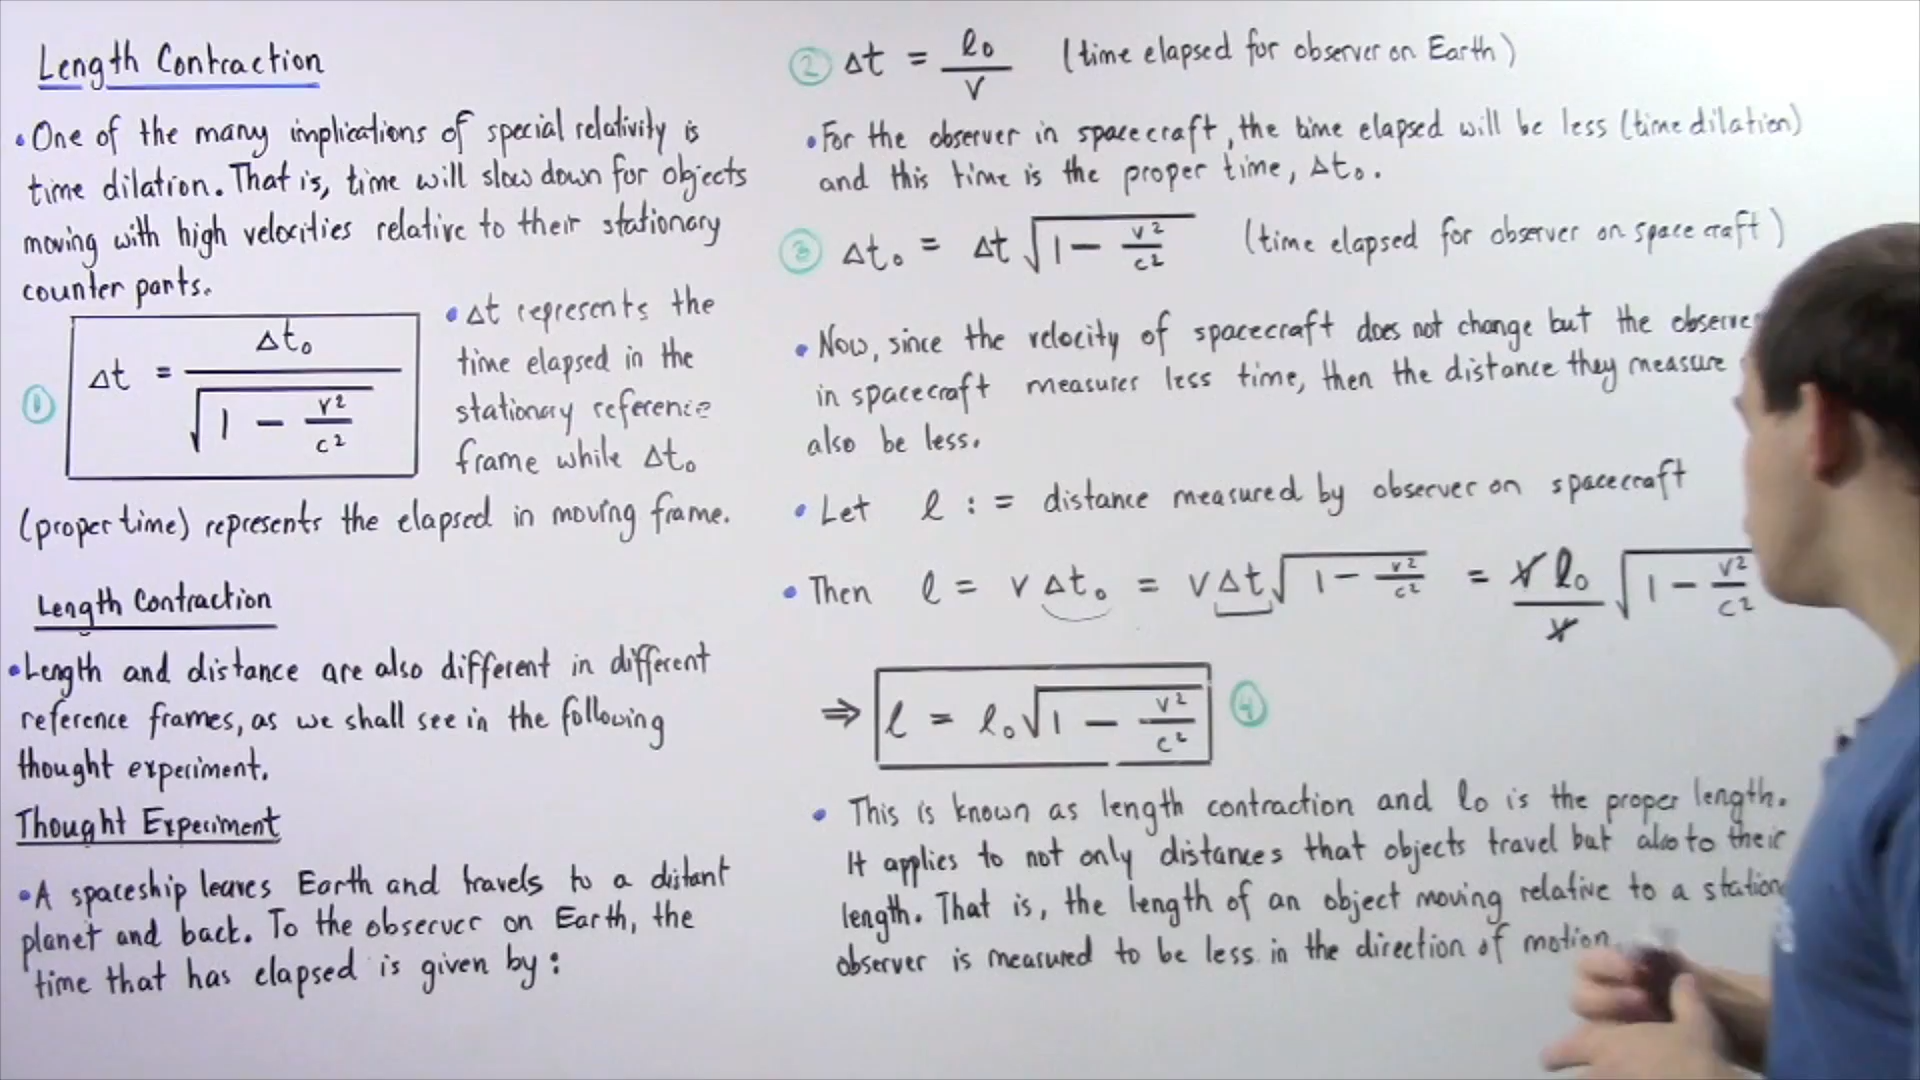 Length Contraction
• One of the many implications of special relativity is
time dilation. That is, time will slow down for objects
moving with high velocities relative to their stationary
counter parts.
① Δt = Δt₀ / √(1 − v²/c²)
• Δt represents the
time elapsed in the
stationary reference
frame while Δt₀
(proper time) represents the elapsed in moving frame.
Length Contraction
• Length and distance are also different in different
reference frames, as we shall see in the following
thought experiment.
Thought Experiment
• A spaceship leaves Earth and travels to a distant
planet and back. To the observer on Earth, the
time that has elapsed is given by:
② Δt = l₀ / v (time elapsed for observer on Earth)
• For the observer in spacecraft, the time elapsed will be less (time dilation)
and this time is the proper time, Δt₀.
③ Δt₀ = Δt √(1 − v²/c²) (time elapsed for observer on spacecraft)
• Now, since the velocity of spacecraft does not change but the
in spacecraft measures less time, then the distance they measure
also be less.
• Let l := distance measured by observer on spacecraft
• Then l = v Δt₀ = v Δt √(1 − v²/c²) = v l₀ / v √(1 − v²/c²)
⇒ l = l₀ √(1 − v²/c²) ④
• This is known as length contraction and l₀ is the proper length.
It applies to not only distances that objects travel but also to their
length. That is, the length of an object moving relative to a
observer is measured to be less in the direction of motion.